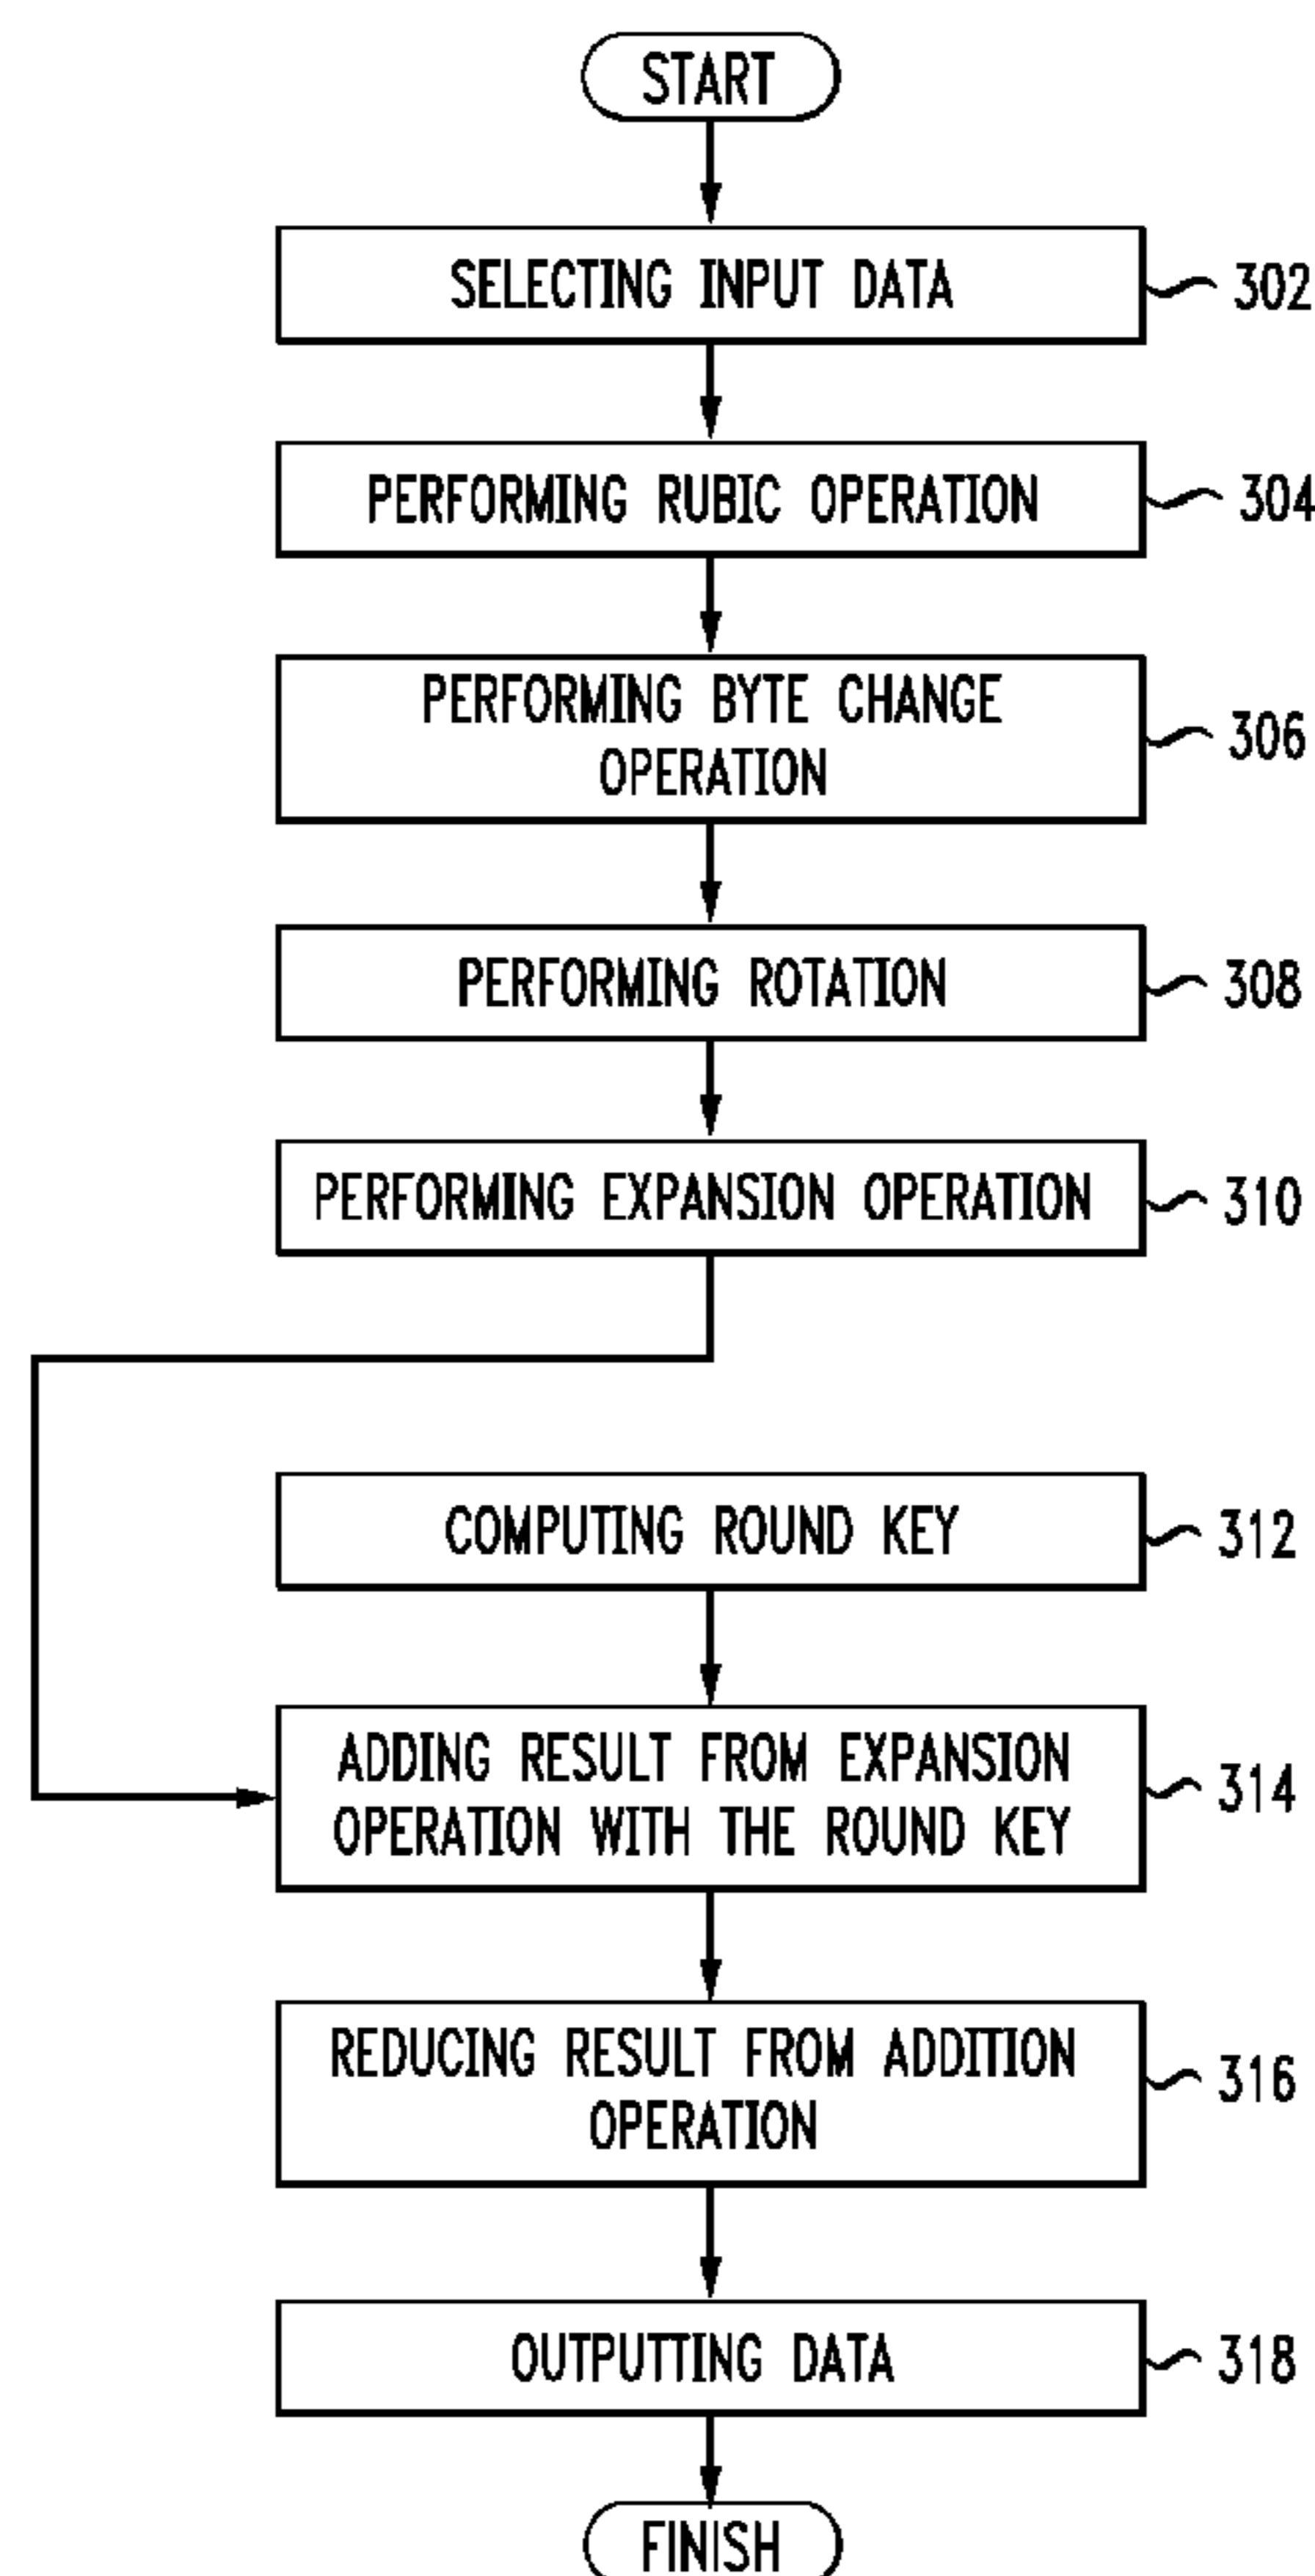 START
SELECTING INPUT DATA
302
PERFORMING RUBIC OPERATION
304
PERFORMING BYTE CHANGE
OPERATION
306
PERFORMING ROTATION
308
PERFORMING EXPANSION OPERATION
310
COMPUTING ROUND KEY
312
ADDING RESULT FROM EXPANSION
OPERATION WITH THE ROUND KEY
314
REDUCING RESULT FROM ADDITION
OPERATION
316
OUTPUTTING DATA
318
FINISH